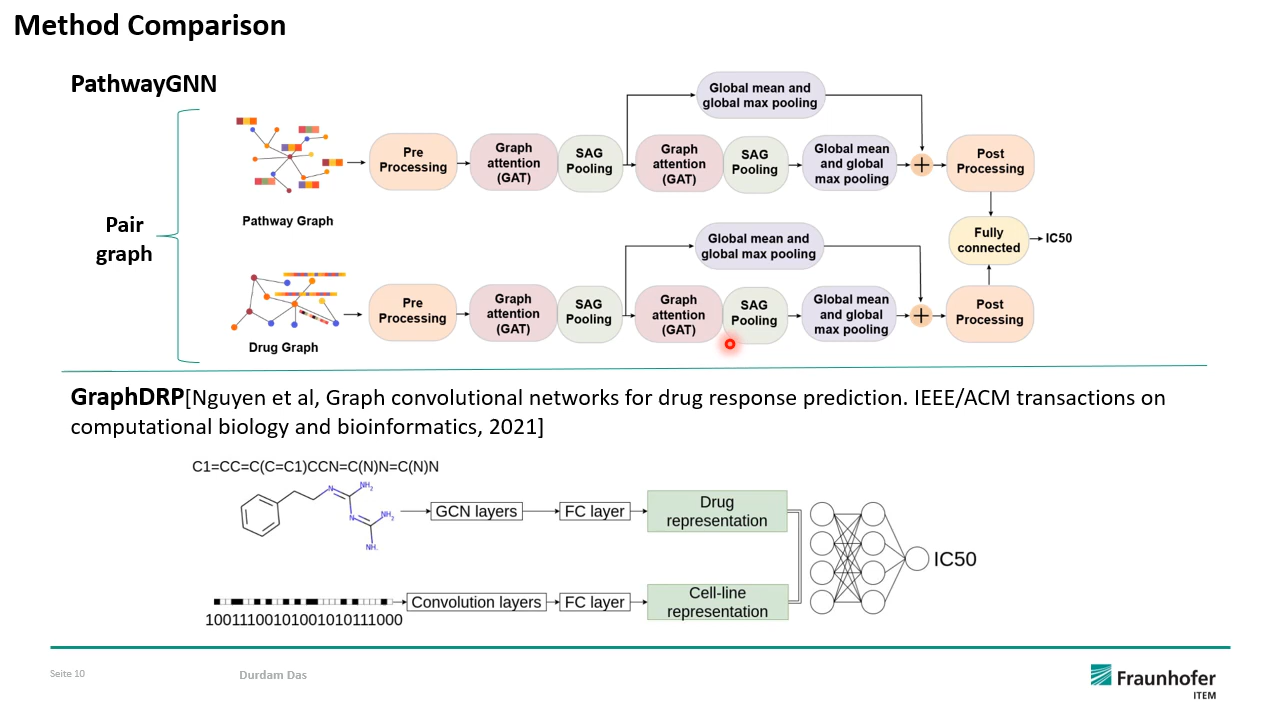 Method Comparison
PathwayGNN
Pair
graph
Pathway Graph
Pre
Processing
Graph
attention
(GAT)
SAG
Pooling
Global mean and
global max pooling
Graph
attention
(GAT)
SAG
Pooling
Global mean
and global
max pooling
+
Post
Processing
Fully
connected
IC50
Drug Graph
Pre
Processing
Graph
attention
(GAT)
SAG
Pooling
Global mean and
global max pooling
Graph
attention
(GAT)
SAG
Pooling
Global mean
and global
max pooling
+
Post
Processing
GraphDRP[Nguyen et al, Graph convolutional networks for drug response prediction. IEEE/ACM transactions on
computational biology and bioinformatics, 2021]
C1=CC=C(C=C1)CCN=C(N)N=C(N)N
N
NH2
N
NH2
NH
GCN layers
FC layer
Drug
representation
Convolution layers
FC layer
Cell-line
representation
IC50
100111001010010101110​00
Seite 10
Durdam Das
Fraunhofer
ITEM